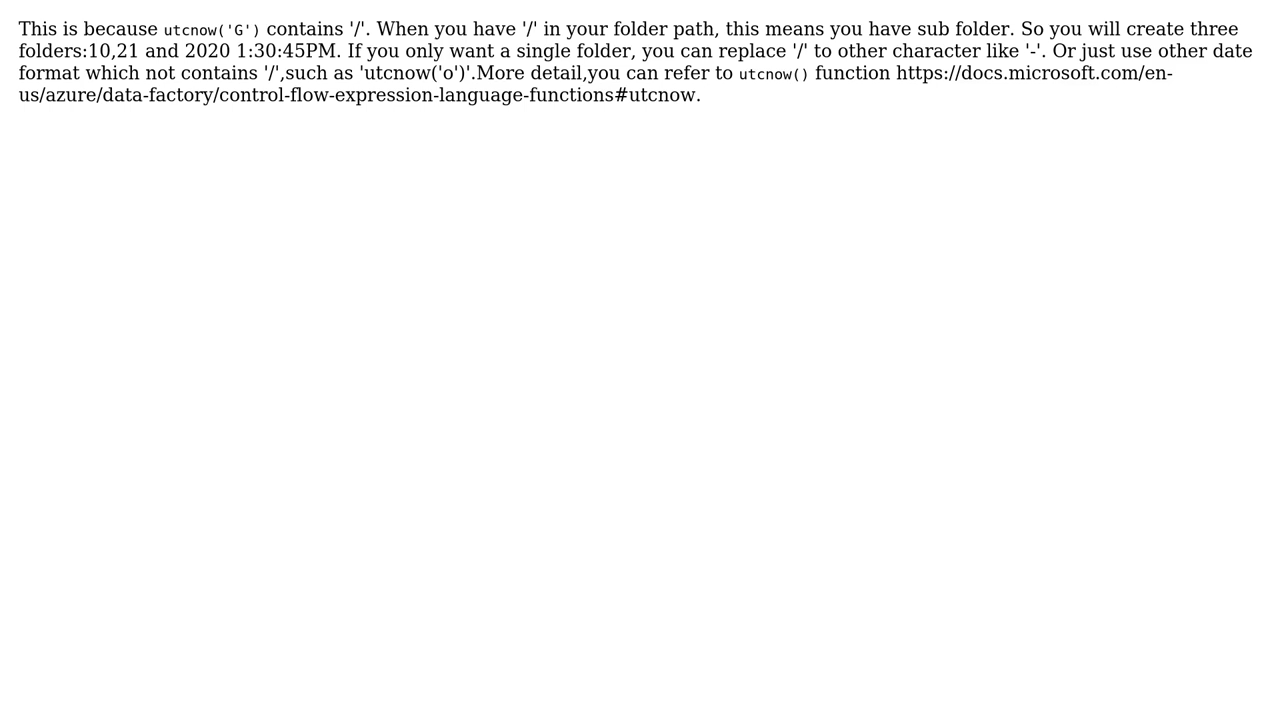 This is because utcnow('G') contains '/'. When you have '/' in your folder path, this means you have sub folder. So you will create three
folders:10,21 and 2020 1:30:45PM. If you only want a single folder, you can replace '/' to other character like '-'. Or just use other date
format which not contains '/',such as 'utcnow('o')'.More detail,you can refer to utcnow() function https://docs.microsoft.com/en-
us/azure/data-factory/control-flow-expression-language-functions#utcnow.